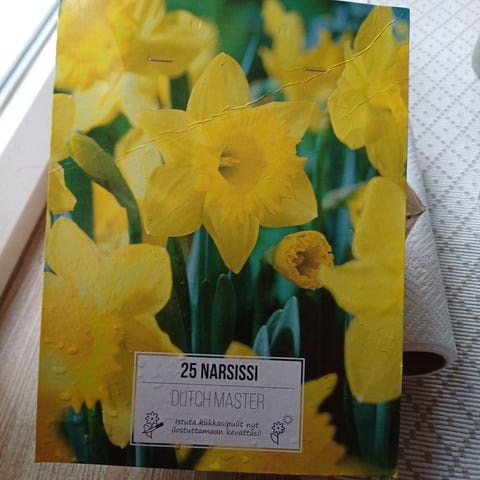 25 NARSISSI
DUTCH MASTER
Istuta kukkasipulit nyt
ilostuttamaan kevättäsi!